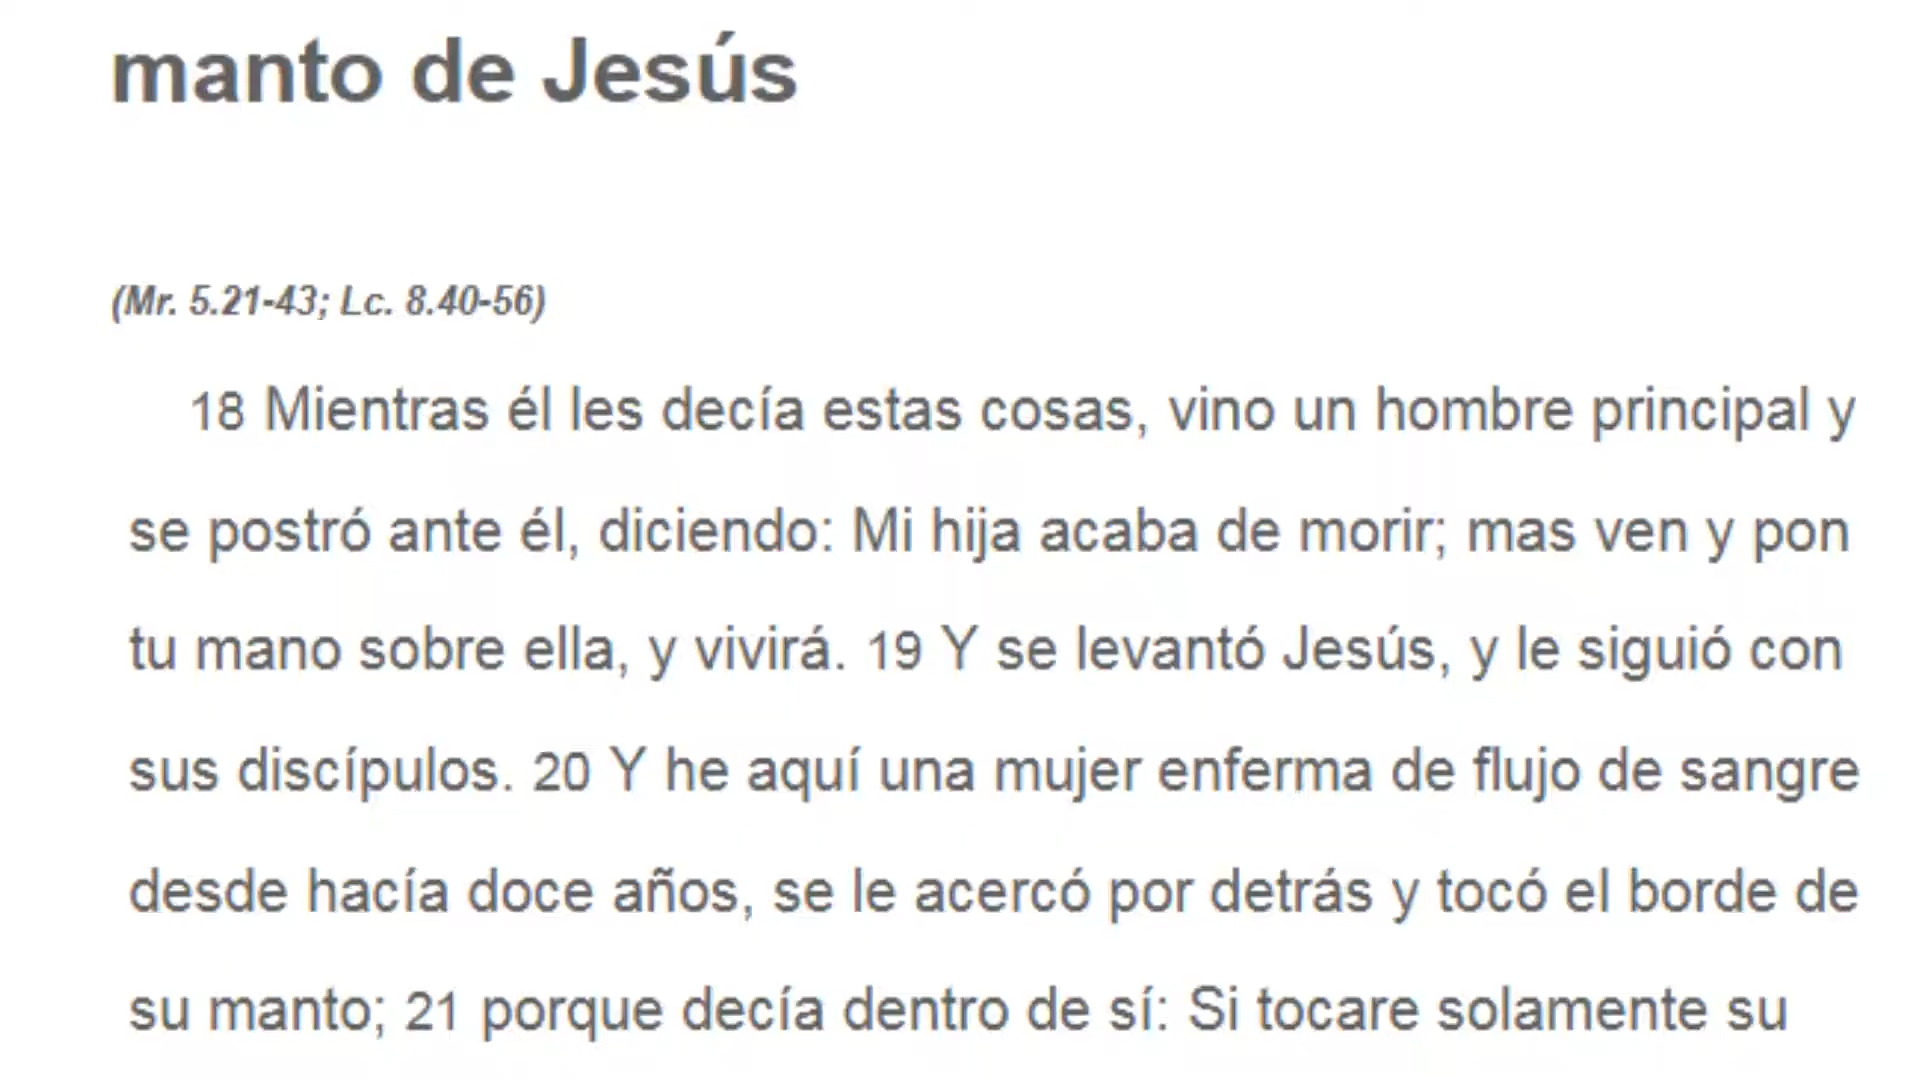 manto de Jesús
(Mr. 5.21-43; Lc. 8.40-56)
18 Mientras él les decía estas cosas, vino un hombre principal y
se postró ante él, diciendo: Mi hija acaba de morir; mas ven y pon
tu mano sobre ella, y vivirá. 19 Y se levantó Jesús, y le siguió con
sus discípulos. 20 Y he aquí una mujer enferma de flujo de sangre
desde hacía doce años, se le acercó por detrás y tocó el borde de
su manto; 21 porque decía dentro de sí: Si tocare solamente su